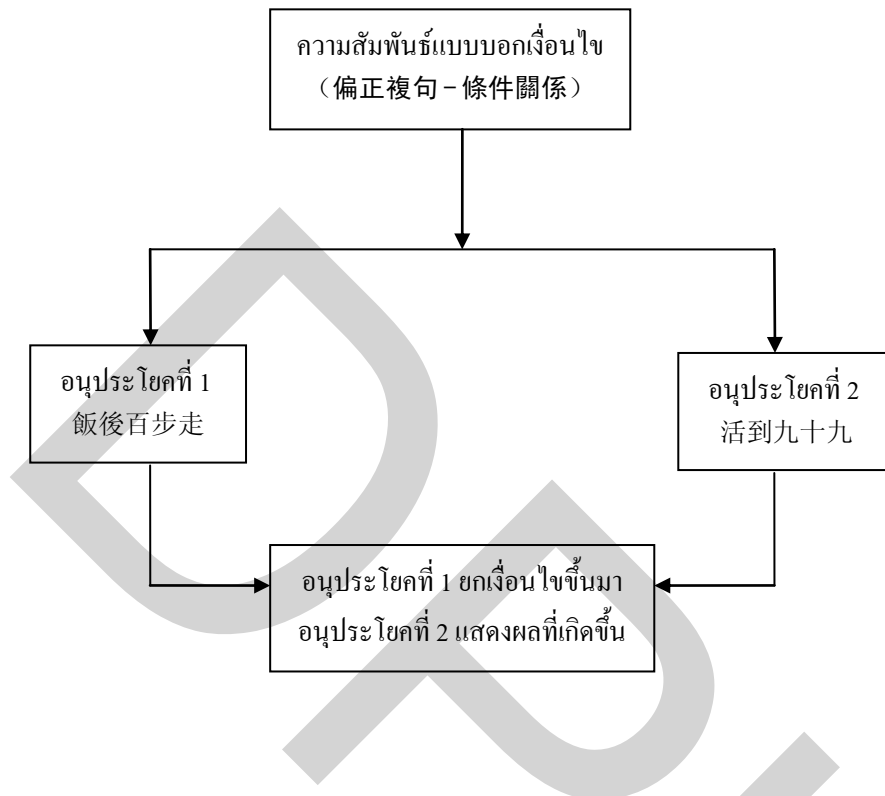 ความสัมพันธ์แบบบอกเงื่อนไข
（偏正複句–條件關係）
อนุประโยคที่ 1
飯後百步走
อนุประโยคที่ 2
活到九十九
อนุประโยคที่ 1 ยกเงื่อนไขขึ้นมา
อนุประโยคที่ 2 แสดงผลที่เกิดขึ้น